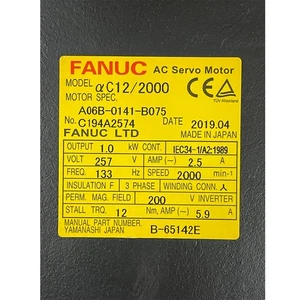 FANUC AC Servo Motor
MODEL αC12/2000
MOTOR SPEC.
A06B-0141-B075
No. C194A2574 DATE 2019.04
FANUC LTD MADE IN JAPAN
OUTPUT 1.0 kW CONT. IEC34-1/A2:1989
VOLT 257 V AMP (~) 2.5 A
FREQ. 133 Hz SPEED 2000 min-1
INSULATION F 3 PHASE WINDING CONN. 人
PERM. MAG. FIELD 200 V INVERTER
STALL TRQ. 12 Nm, AMP (~) 5.9 A
MANUAL PART NUMBER
YAMANASHI JAPAN B-65142E